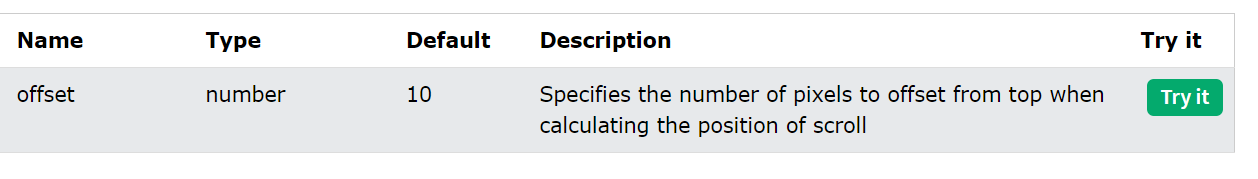 Name Type Default Description Try it
offset number 10 Specifies the number of pixels to offset from top when Try it
calculating the position of scroll